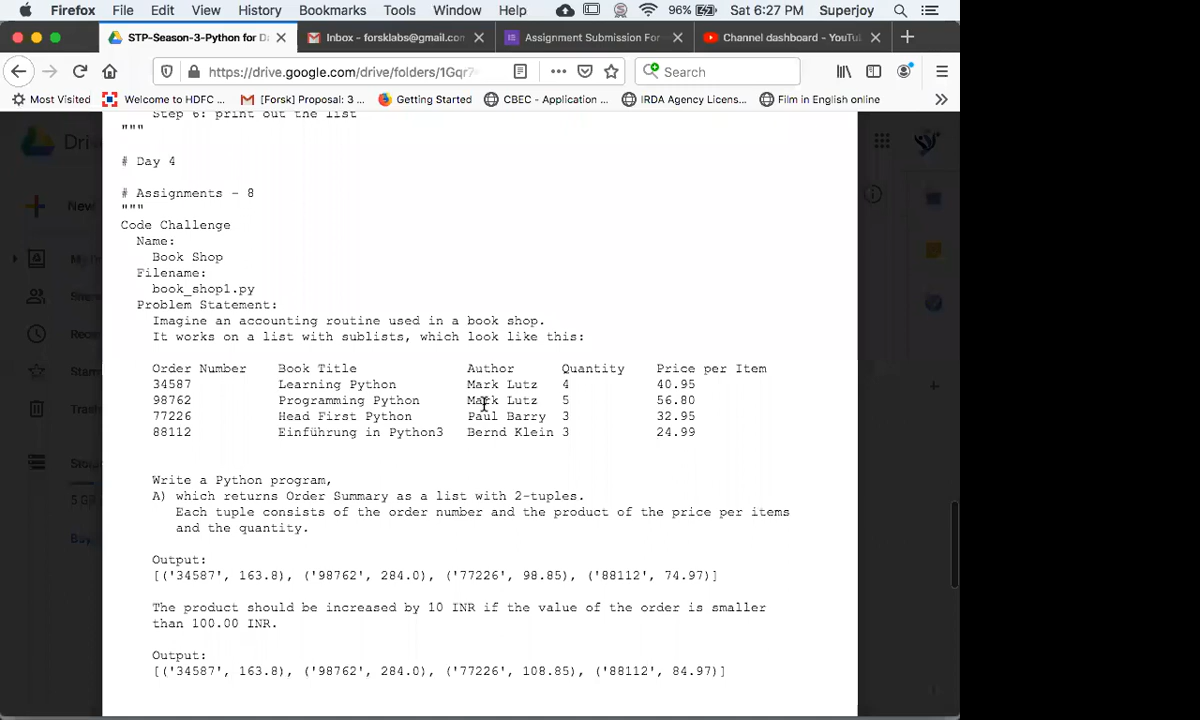 Firefox File Edit View History Bookmarks Tools Window Help 96% Sat 6:27 PM Superjoy
STP-Season-3-Python for D Inbox - forsklabs@gmail.con Assignment Submission For Channel dashboard - YouTu
https://drive.google.com/drive/folders/1Gqr7 Search
Most Visited Welcome to HDFC ... [Forsk] Proposal: 3 ... Getting Started CBEC - Application ... IRDA Agency Licens... Film in English online
Step 6: print out the list
"""
# Day 4
# Assignments - 8
"""
Code Challenge
Name:
Book Shop
Filename:
book_shop1.py
Problem Statement:
Imagine an accounting routine used in a book shop.
It works on a list with sublists, which look like this:
Order Number Book Title Author Quantity Price per Item
34587 Learning Python Mark Lutz 4 40.95
98762 Programming Python Mark Lutz 5 56.80
77226 Head First Python Paul Barry 3 32.95
88112 Einführung in Python3 Bernd Klein 3 24.99
Write a Python program,
A) which returns Order Summary as a list with 2-tuples.
Each tuple consists of the order number and the product of the price per items
and the quantity.
Output:
[('34587', 163.8), ('98762', 284.0), ('77226', 98.85), ('88112', 74.97)]
The product should be increased by 10 INR if the value of the order is smaller
than 100.00 INR.
Output:
[('34587', 163.8), ('98762', 284.0), ('77226', 108.85), ('88112', 84.97)]
New